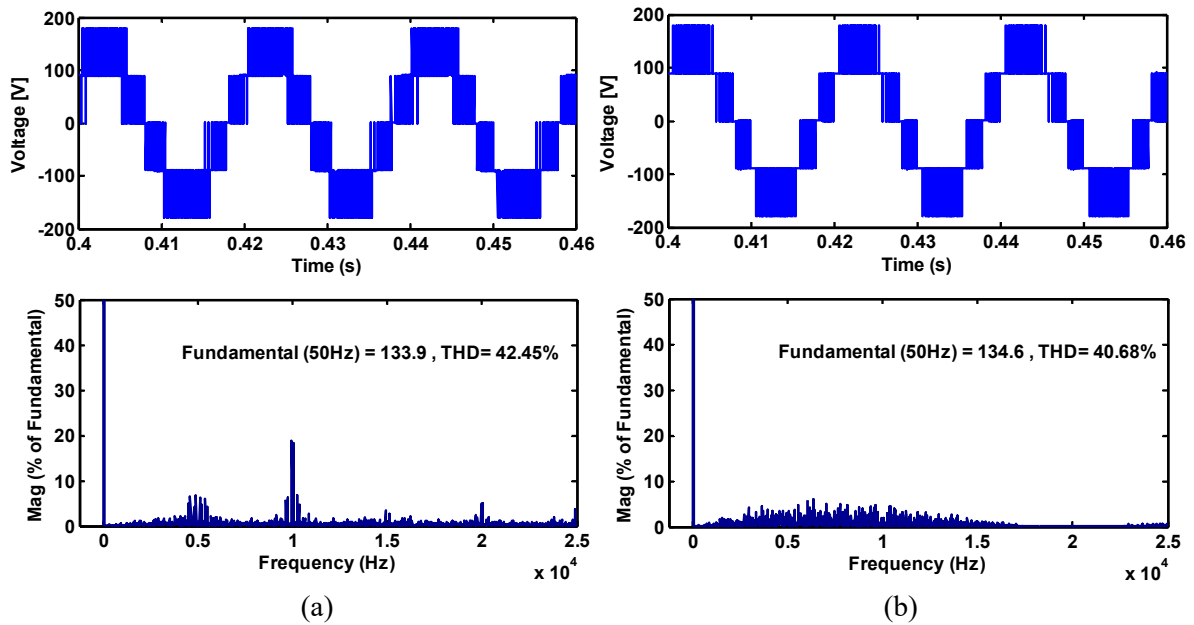 200
100
0
-100
-200
Voltage [V]
0.4 0.41 0.42 0.43 0.44 0.45 0.46
Time (s)
200
100
0
-100
-200
Voltage [V]
0.4 0.41 0.42 0.43 0.44 0.45 0.46
Time (s)
50
40
30
20
10
0
Mag (% of Fundamental)
Fundamental (50Hz) = 133.9 , THD= 42.45%
0 0.5 1 1.5 2 2.5
Frequency (Hz)
x 10⁴
50
40
30
20
10
0
Mag (% of Fundamental)
Fundamental (50Hz) = 134.6 , THD= 40.68%
0 0.5 1 1.5 2 2.5
Frequency (Hz)
x 10⁴
(a)
(b)